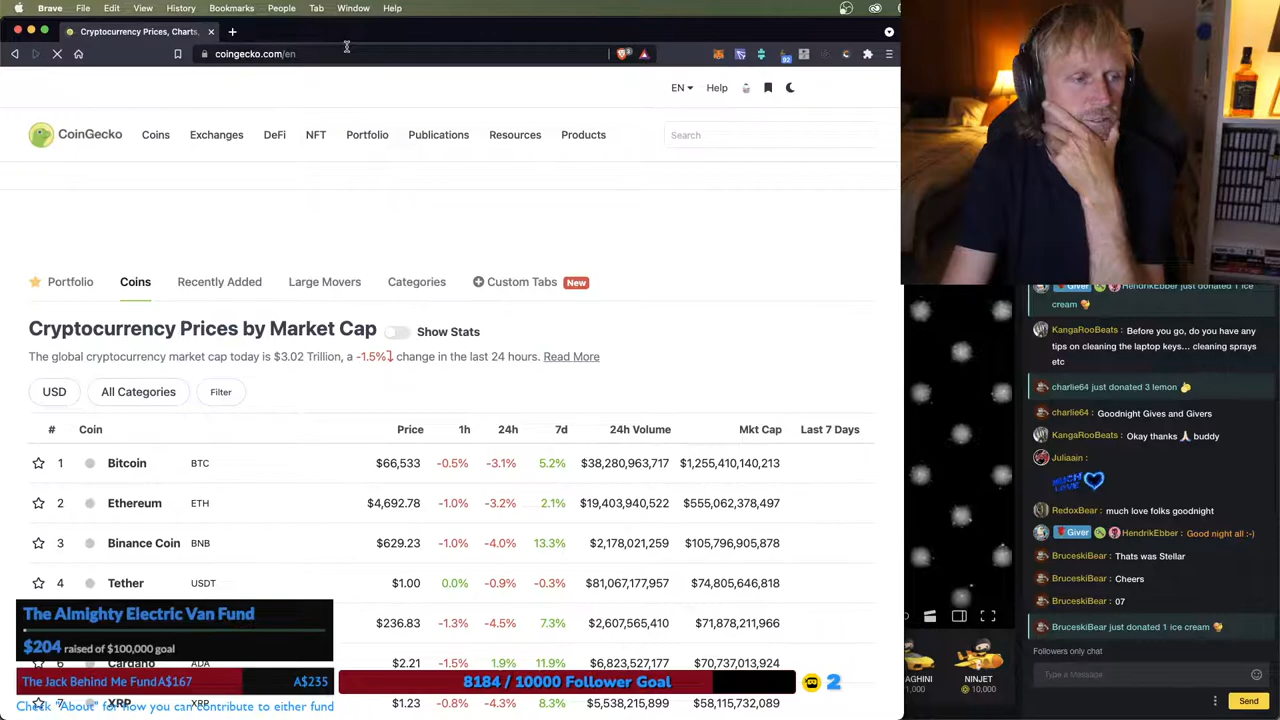 Brave File Edit View History Bookmarks People Tab Window Help
Cryptocurrency Prices, Charts,
coingecko.com/en
EN Help
CoinGecko Coins Exchanges DeFi NFT Portfolio Publications Resources Products Search
Portfolio Coins Recently Added Large Movers Categories Custom Tabs New
Cryptocurrency Prices by Market Cap Show Stats
The global cryptocurrency market cap today is $3.02 Trillion, a -1.5% change in the last 24 hours. Read More
USD All Categories Filter
# Coin Price 1h 24h 7d 24h Volume Mkt Cap Last 7 Days
1 Bitcoin BTC $66,533 -0.5% -3.1% 5.2% $38,280,963,717 $1,255,410,140,213
2 Ethereum ETH $4,692.78 -1.0% -3.2% 2.1% $19,403,940,522 $555,062,378,497
3 Binance Coin BNB $629.23 -1.0% -4.0% 13.3% $2,178,021,259 $105,796,905,878
4 Tether USDT $1.00 0.0% -0.9% -0.3% $81,067,177,957 $74,805,646,818
$236.83 -1.3% -4.5% 7.3% $2,607,565,410 $71,878,211,966
Cardano ADA $2.21 -1.5% 1.9% 11.9% $6,823,527,177 $70,737,013,924
7 XRP XRP $1.23 -0.8% -4.3% 8.3% $5,538,215,899 $58,115,732,089
The Almighty Electric Van Fund
$204 raised of $100,000 goal
The Jack Behind Me Fund A$167 A$235
8184 / 10000 Follower Goal
2
Check "About" for how you can contribute to either fund
Giver HendrikEbber just donated 1 ice
cream
KangaRooBeats : Before you go, do you have any
tips on cleaning the laptop keys... cleaning sprays
etc
charlie64 just donated 3 lemon
charlie64 : Goodnight Gives and Givers
KangaRooBeats : Okay thanks buddy
Juliaain :
MUCH LOVE
RedoxBear : much love folks goodnight
Giver HendrikEbber : Good night all :-)
BruceskiBear : Thats was Stellar
BruceskiBear : Cheers
BruceskiBear : 07
BruceskiBear just donated 1 ice cream
Followers only chat
Type a Message
Send
NINJET
10,000